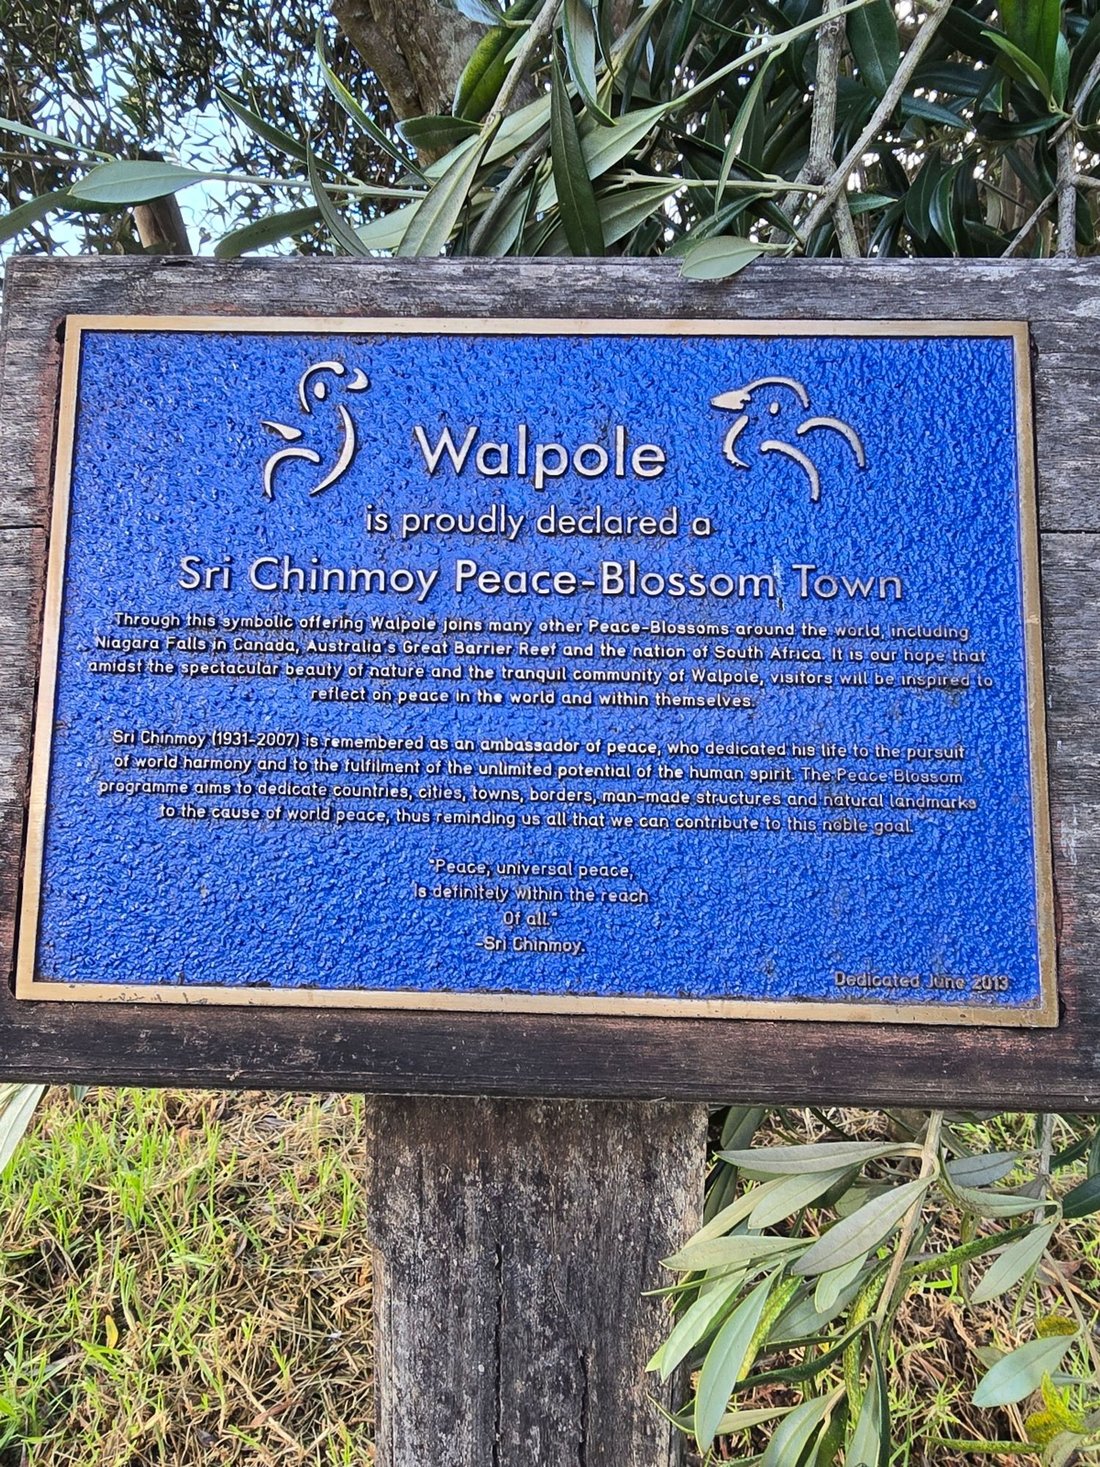 Walpole
is proudly declared a
Sri Chinmoy Peace-Blossom Town
Through this symbolic offering Walpole joins many other Peace-Blossoms around the world, including
Niagara Falls in Canada, Australia's Great Barrier Reef and the nation of South Africa. It is our hope that
amidst the spectacular beauty of nature and the tranquil community of Walpole, visitors will be inspired to
reflect on peace in the world and within themselves.
Sri Chinmoy (1931-2007) is remembered as an ambassador of peace, who dedicated his life to the pursuit
of world harmony and to the fulfilment of the unlimited potential of the human spirit. The Peace Blossom
programme aims to dedicate countries, cities, towns, borders, man-made structures and natural landmarks
to the cause of world peace, thus reminding us all that we can contribute to this noble goal.
"Peace, universal peace,
Is definitely within the reach
Of all."
-Sri Chinmoy.
Dedicated June 2013